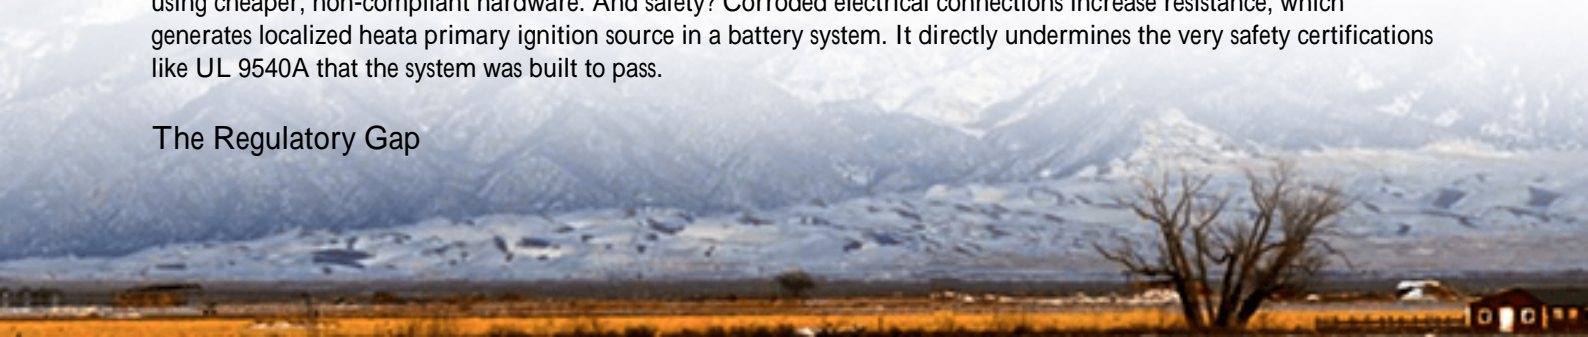 using cheaper, non-compliant hardware. And safety? Corroded electrical connections increase resistance, which
generates localized heata primary ignition source in a battery system. It directly undermines the very safety certifications
like UL 9540A that the system was built to pass.
The Regulatory Gap